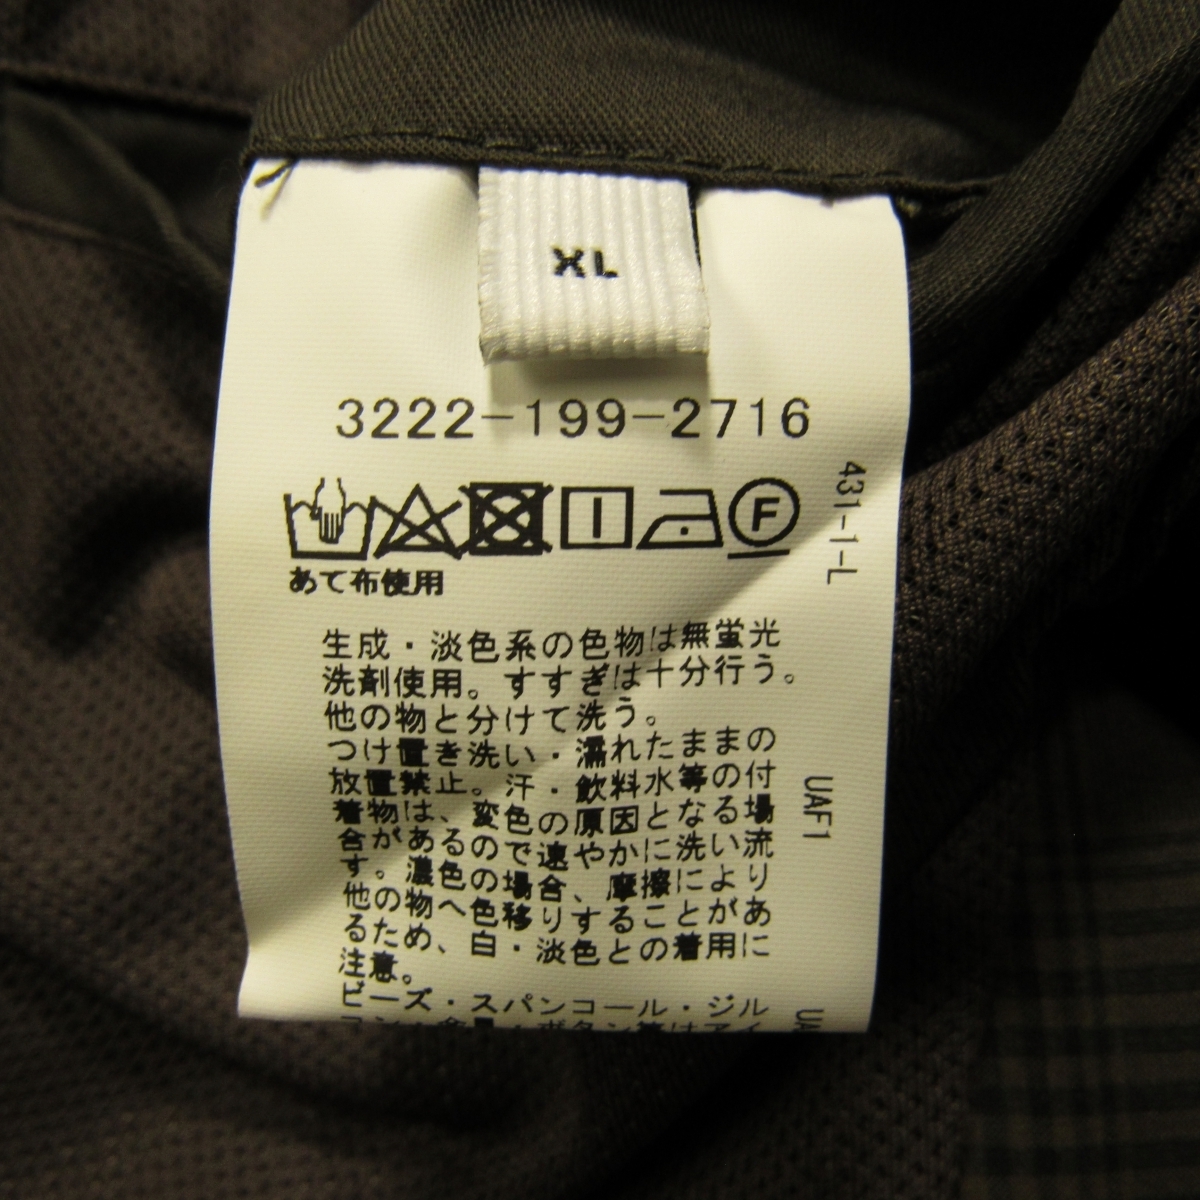 XL
3222-199-2716
F
あて布使用
431-1-L
生成・淡色系の色物は無蛍光
洗剤使用。すすぎは十分行う。
他の物と分けて洗う。
つけ置き洗い・濡れたままの
放置禁止。汗・飲料水等の付
着物は、変色の原因となる場
合があるので速やかに洗い流
す。濃色の場合、摩擦により
他の物へ色移りすることがあ
るため、白・淡色との着用に
注意。
ビーズ・スパンコール・ジル
UAF1